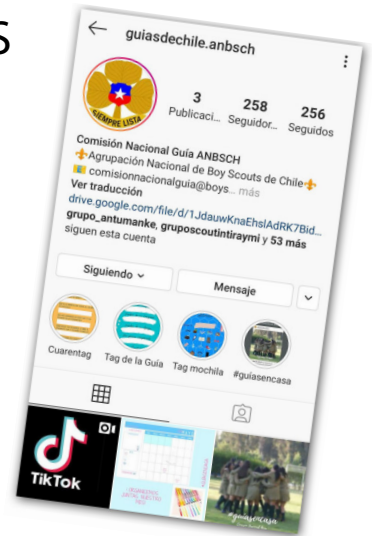 S
guiasdechile.anbsch
SIEMPRE LISTA
3 258 256
Publicaci... Seguidor... Seguidos
Comisión Nacional Guía ANBSCH
Agrupación Nacional de Boy Scouts de Chile
comisionnacionalguia@boys... más
Ver traducción
drive.google.com/file/d/1JdauwKnaEhslAdRK7Bid...
grupo_antumanke, gruposcoutintiraymi y 53 más
siguen esta cuenta
Siguiendo
Mensaje
Cuarentag Tag de la Guía Tag mochila #guiasencasa
TikTok
#guiasencasa